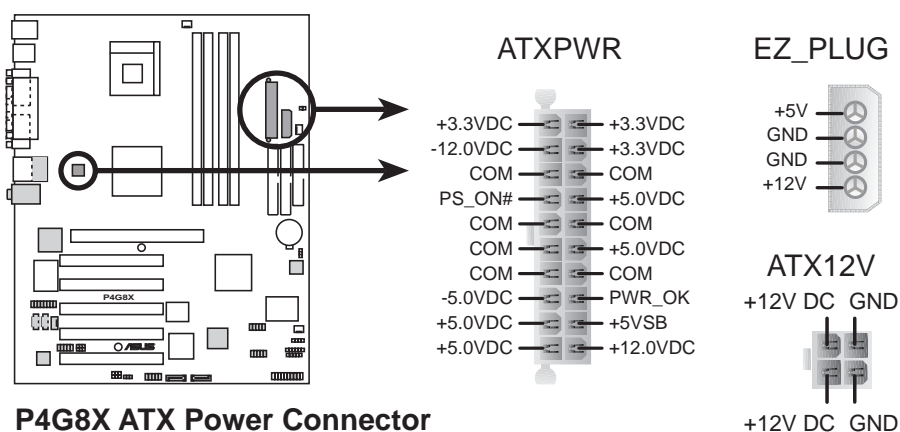 ATXPWR
EZ_PLUG
+3.3VDC +3.3VDC
-12.0VDC +3.3VDC
COM COM
PS_ON# +5.0VDC
COM COM
COM +5.0VDC
COM COM
-5.0VDC PWR_OK
+5.0VDC +5VSB
+5.0VDC +12.0VDC
+5V
GND
GND
+12V
ATX12V
+12V DC GND
+12V DC GND
P4G8X
ASUS
P4G8X ATX Power Connector